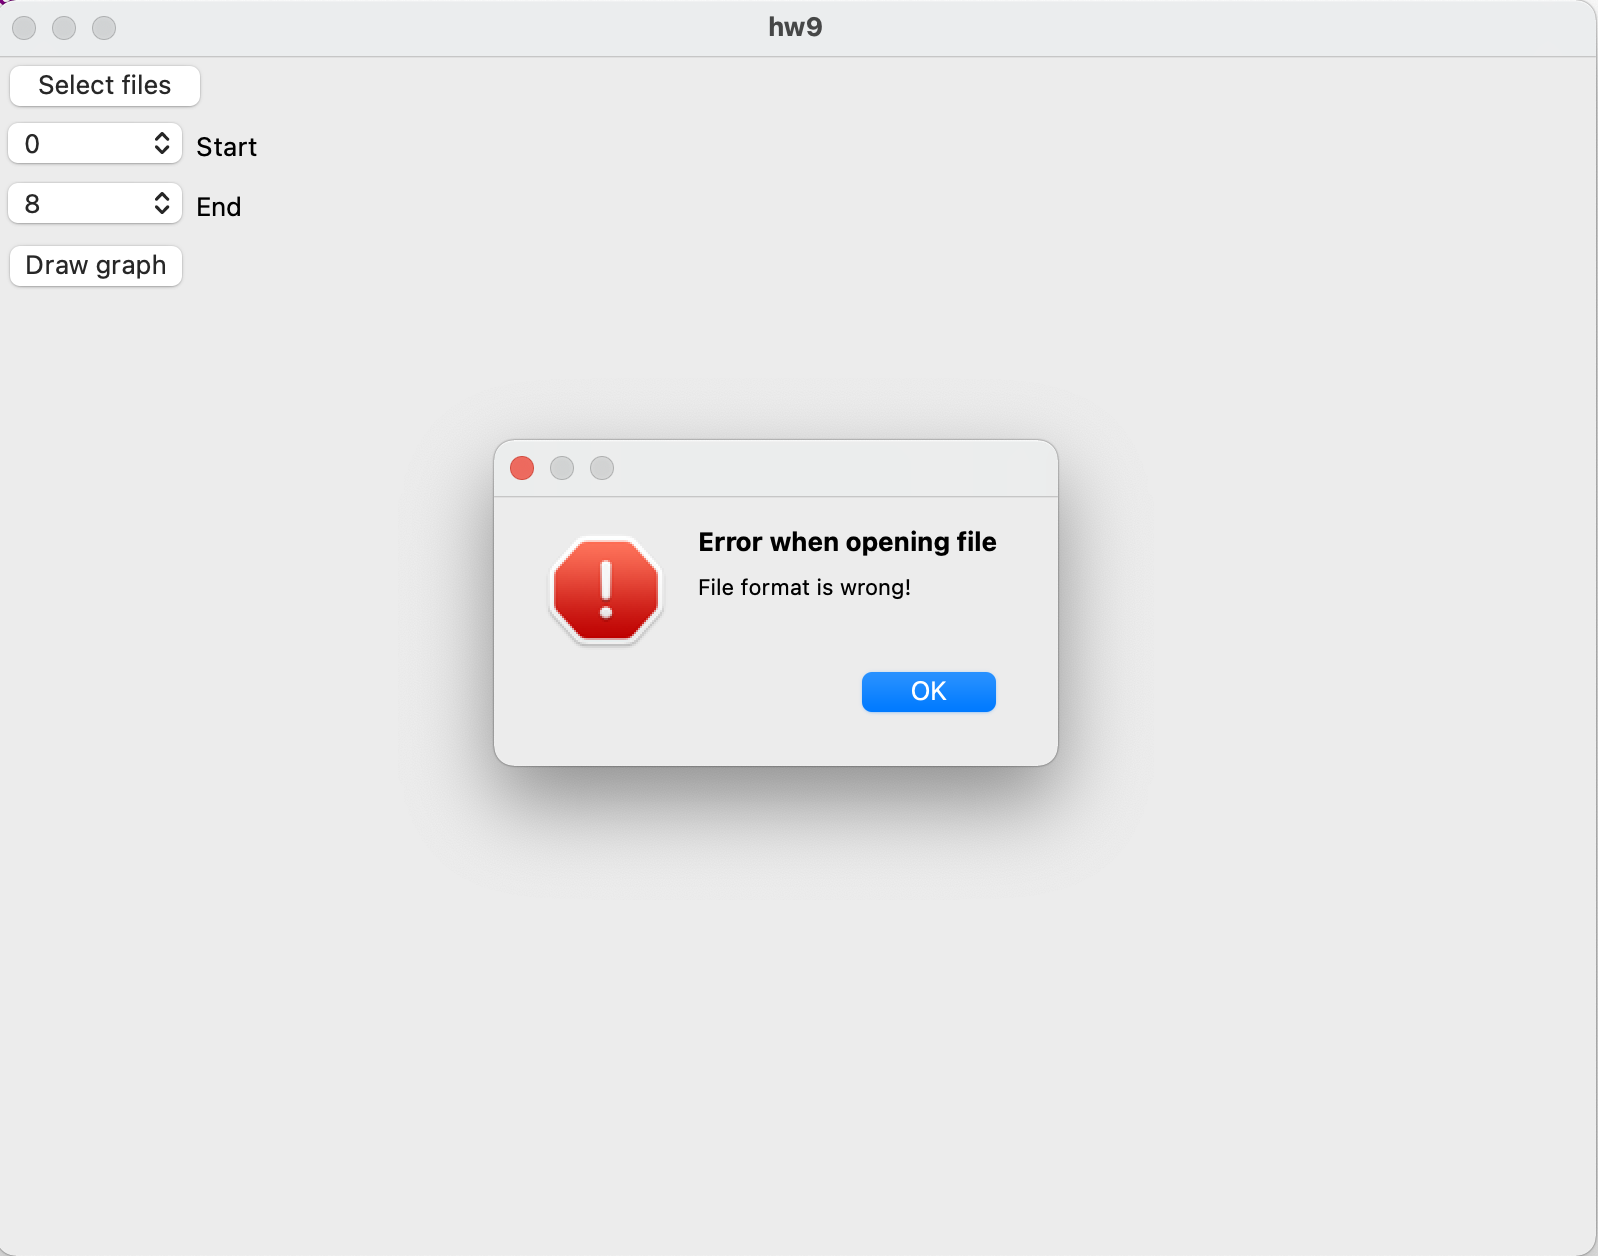 hw9
Select files
0 Start
8 End
Draw graph
Error when opening file
File format is wrong!
OK